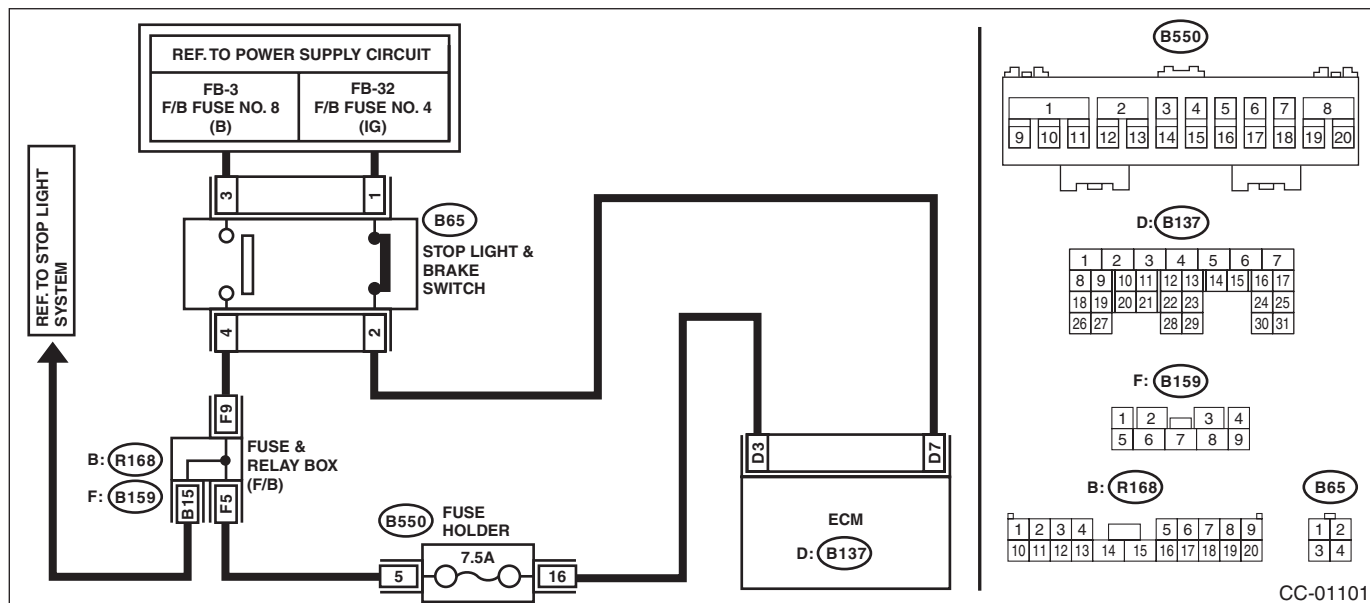 REF. TO POWER SUPPLY CIRCUIT
FB-3
F/B FUSE NO. 8
(B)
FB-32
F/B FUSE NO. 4
(IG)
REF. TO STOP LIGHT
SYSTEM
3
1
B65
STOP LIGHT &
BRAKE
SWITCH
4
2
F9
B: R168
F: B159
FUSE &
RELAY BOX
(F/B)
B15
F5
B550
FUSE
HOLDER
5
7.5A
16
D3
D7
ECM
D: B137
B550
1 2 3 4 5 6 7 8
9 10 11 12 13 14 15 16 17 18 19 20
D: B137
1 2 3 4 5 6 7
8 9 10 11 12 13 14 15 16 17
18 19 20 21 22 23 24 25
26 27 28 29 30 31
F: B159
1 2 3 4
5 6 7 8 9
B: R168
1 2 3 4 5 6 7 8 9
10 11 12 13 14 15 16 17 18 19 20
B65
1 2
3 4
CC-01101